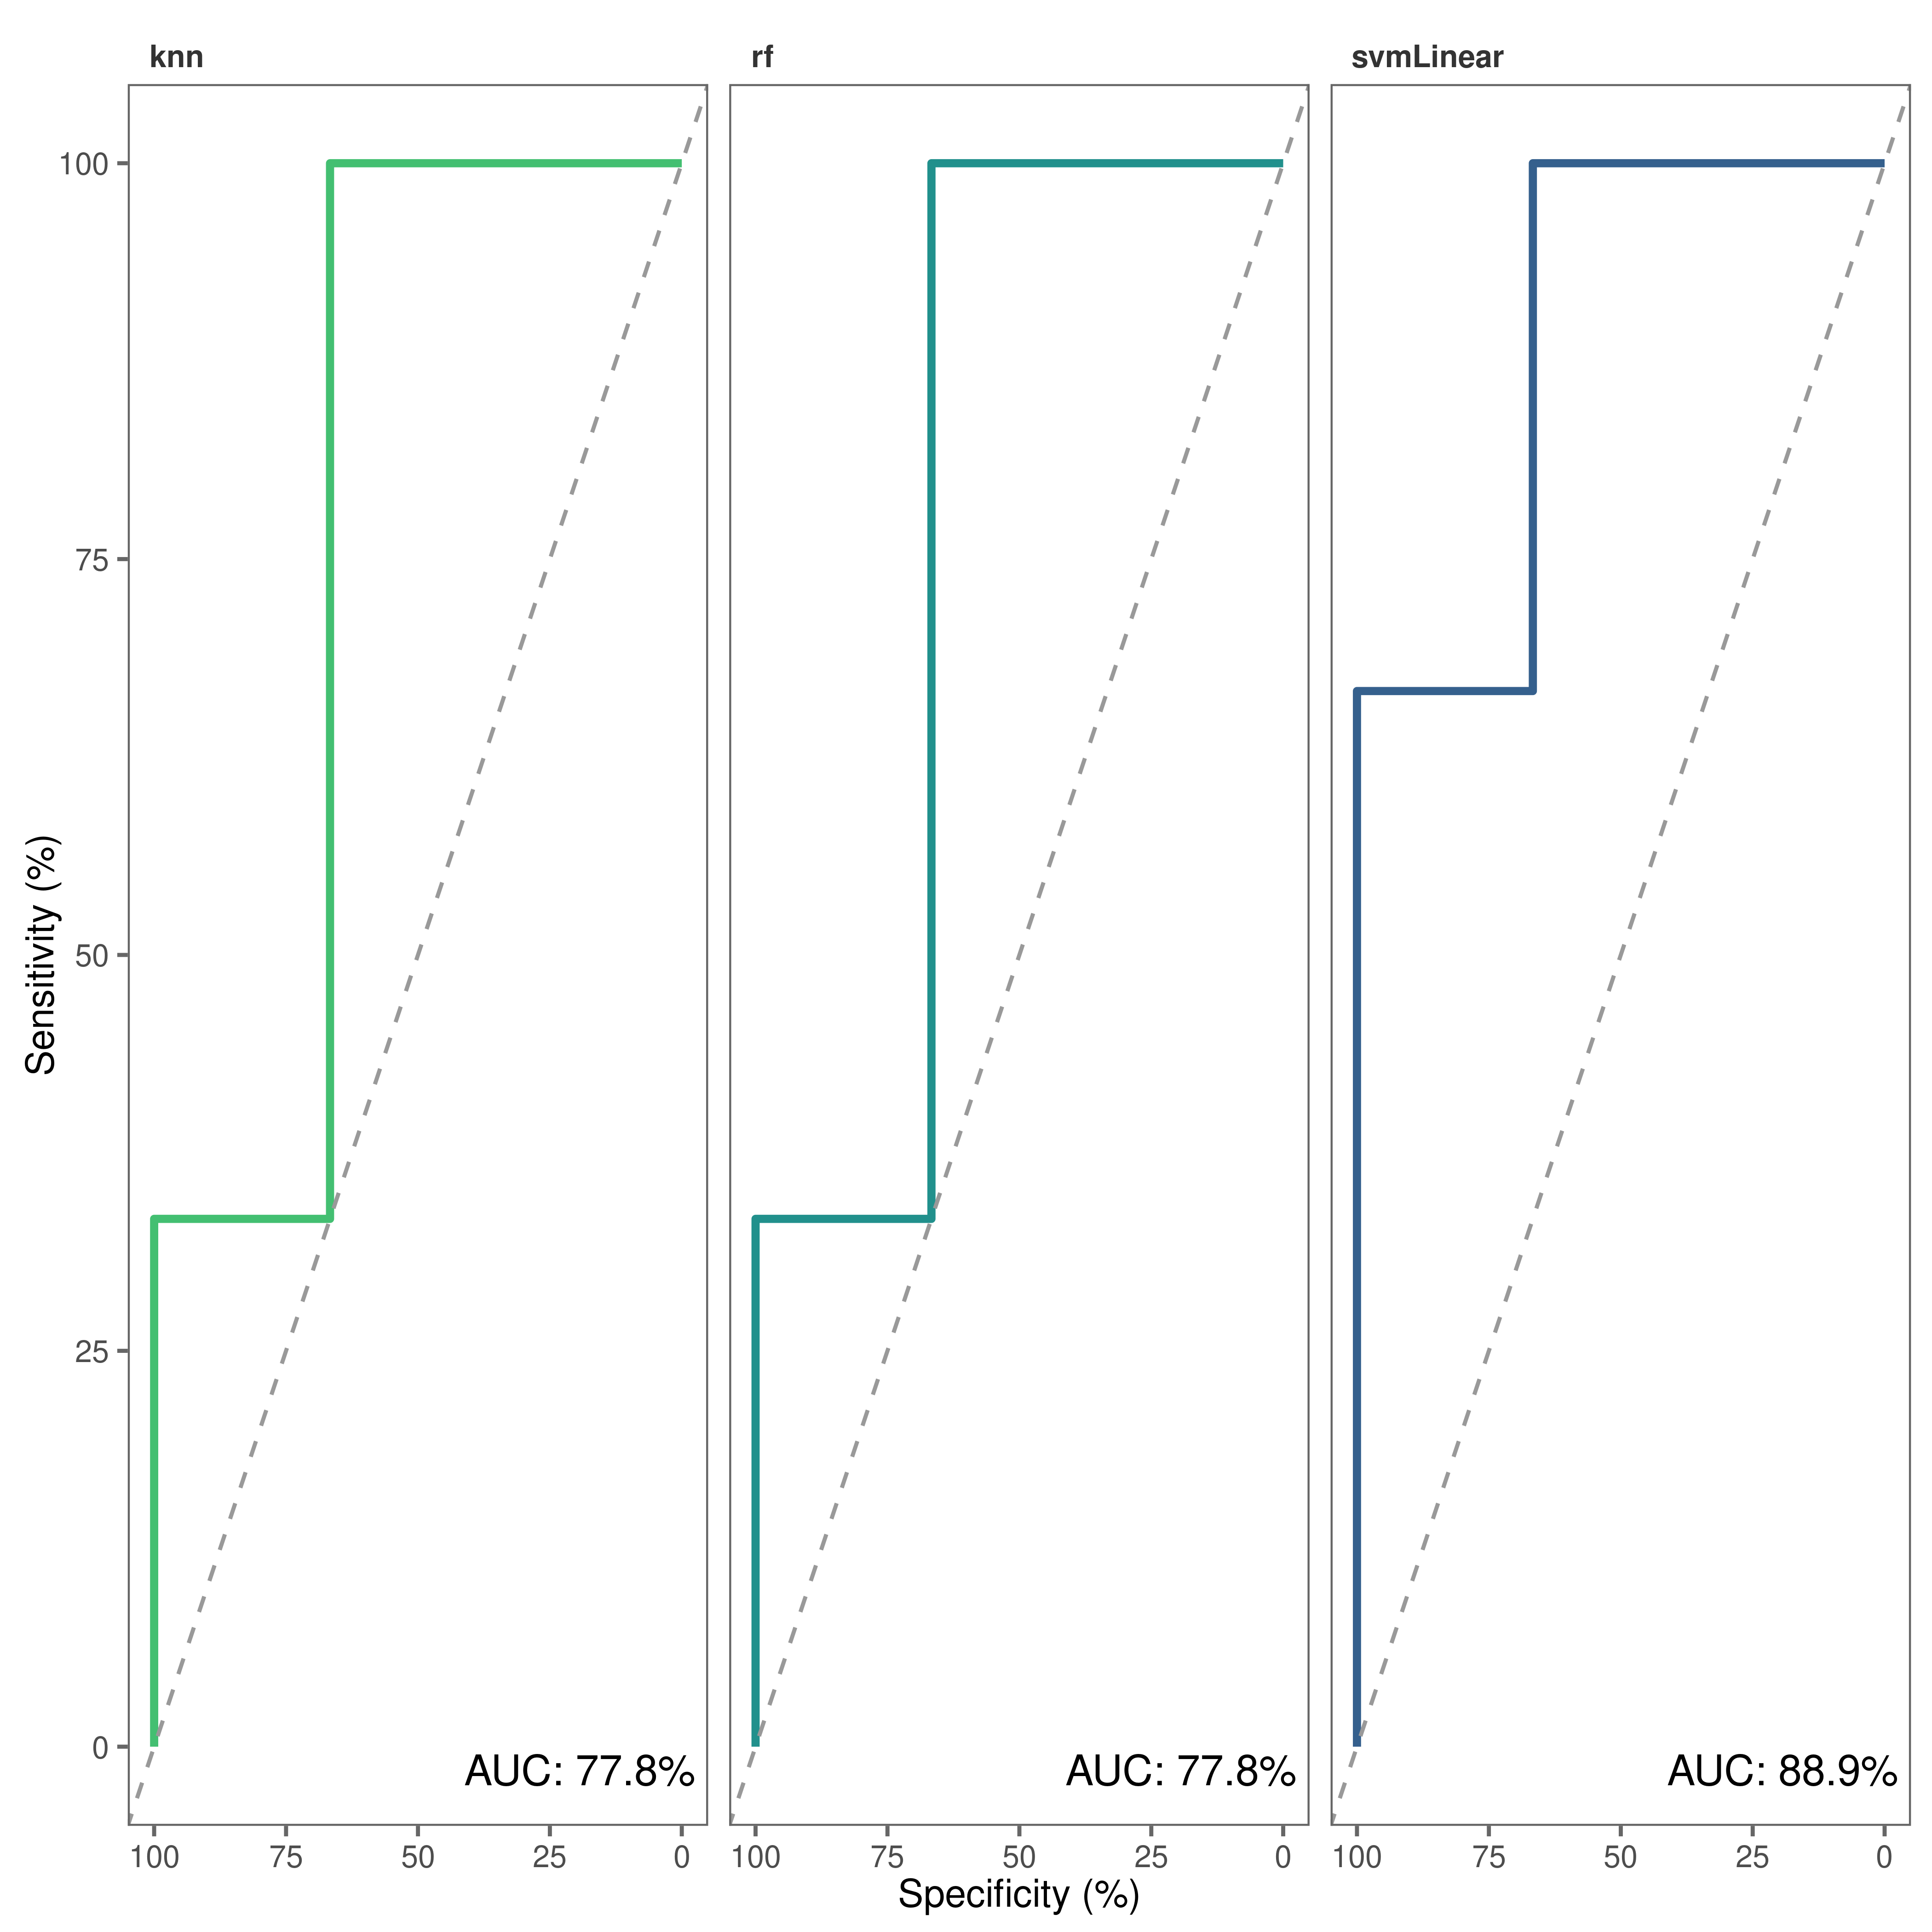 knn
rf
svmLinear
Sensitivity (%)
100
75
50
25
0
AUC: 77.8%
AUC: 77.8%
AUC: 88.9%
100 75 50 25 0
100 75 50 25 0
100 75 50 25 0
Specificity (%)